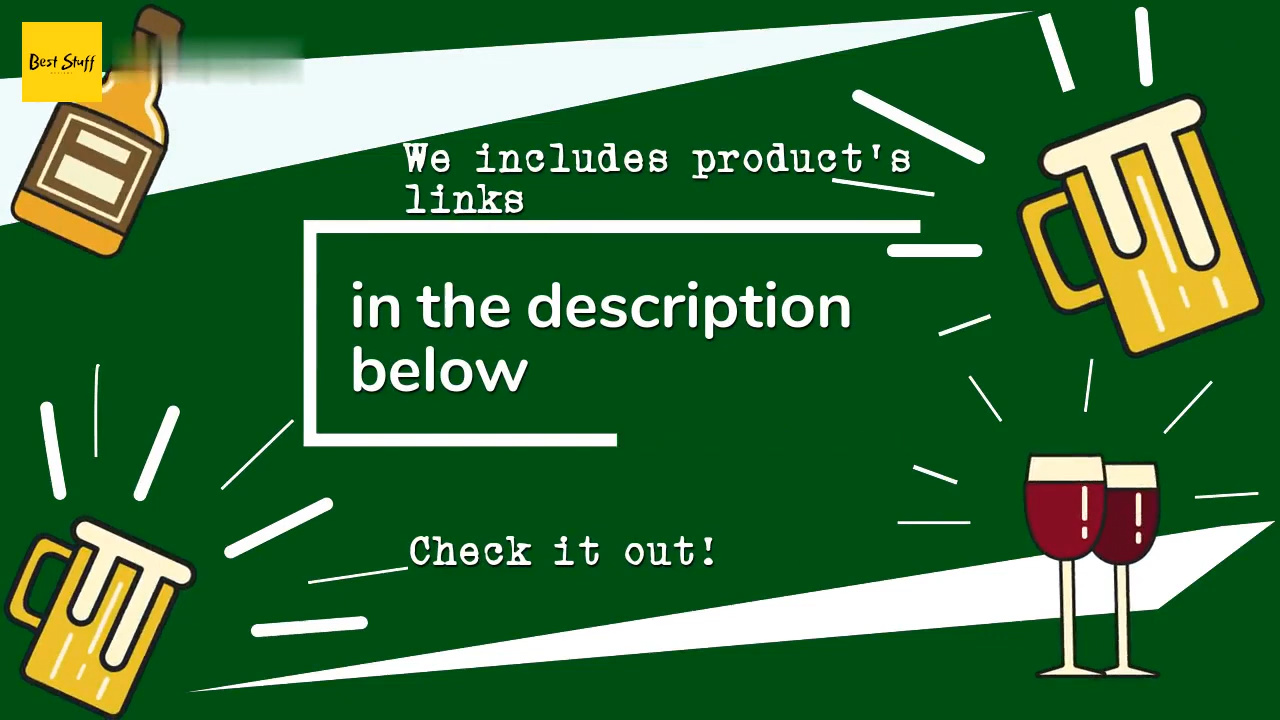 Best Stuff
We includes product's
links
in the description
below
Check it out!